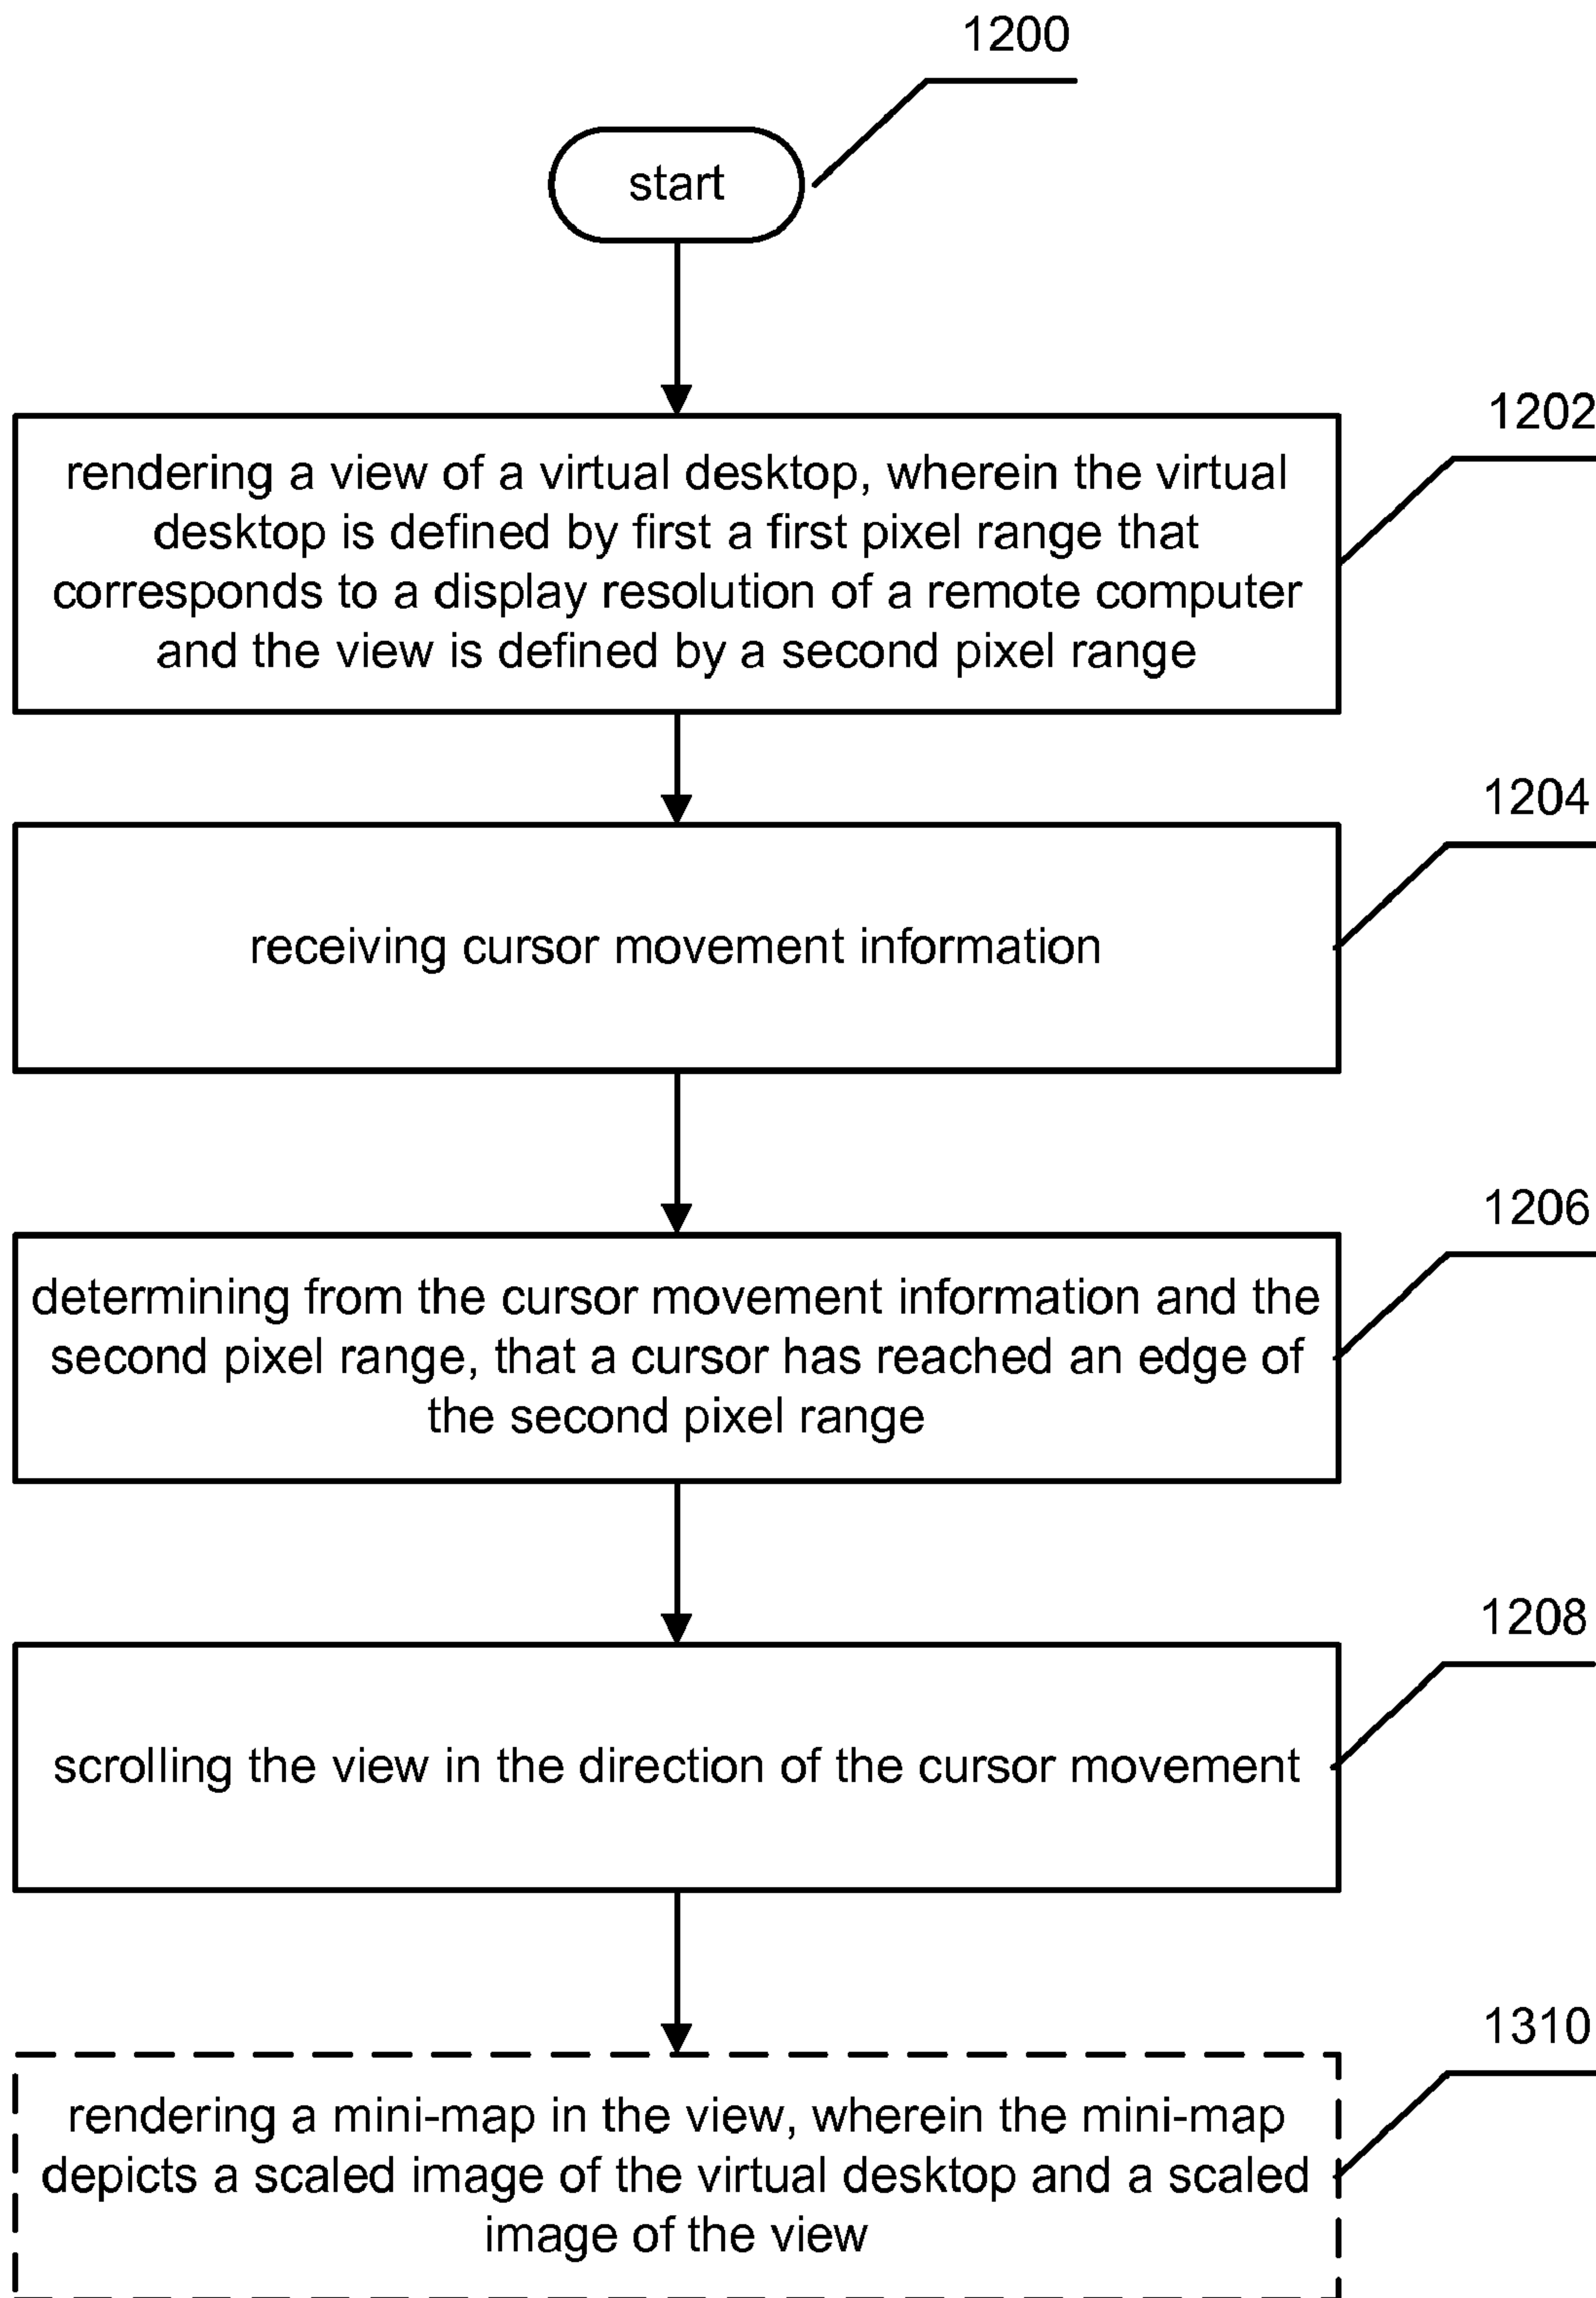 1200
start
1202
rendering a view of a virtual desktop, wherein the virtual
desktop is defined by first a first pixel range that
corresponds to a display resolution of a remote computer
and the view is defined by a second pixel range
1204
receiving cursor movement information
1206
determining from the cursor movement information and the
second pixel range, that a cursor has reached an edge of
the second pixel range
1208
scrolling the view in the direction of the cursor movement
1310
rendering a mini-map in the view, wherein the mini-map
depicts a scaled image of the virtual desktop and a scaled
image of the view